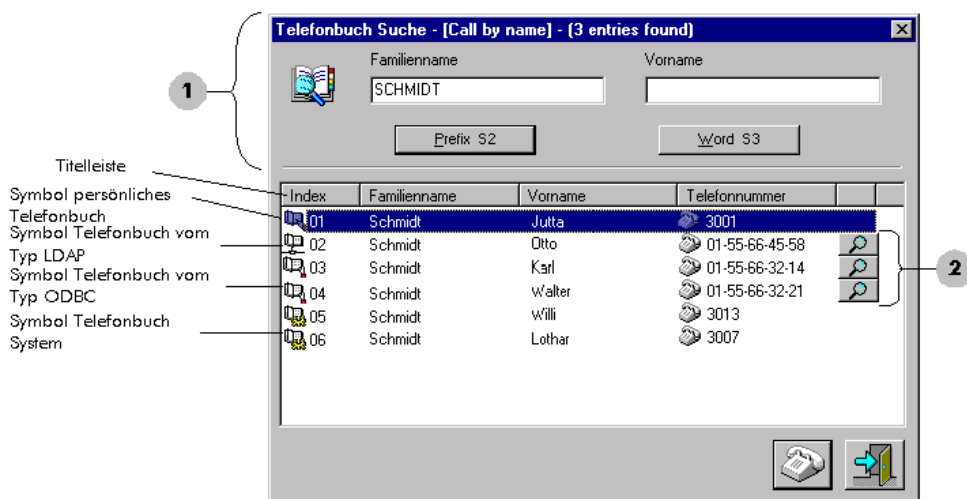 Telefonbuch Suche - [Call by name] - (3 entries found)
Familienname Vorname
SCHMIDT
1
Prefix S2 Word S3
Titelleiste
Symbol persönliches
Telefonbuch
Symbol Telefonbuch vom
Typ LDAP
Symbol Telefonbuch vom
Typ ODBC
Symbol Telefonbuch
System
Index Familienname Vorname Telefonnummer
01 Schmidt Jutta 3001
02 Schmidt Otto 01-55-66-45-58
03 Schmidt Karl 01-55-66-32-14
04 Schmidt Walter 01-55-66-32-21
05 Schmidt Willi 3013
06 Schmidt Lothar 3007
2